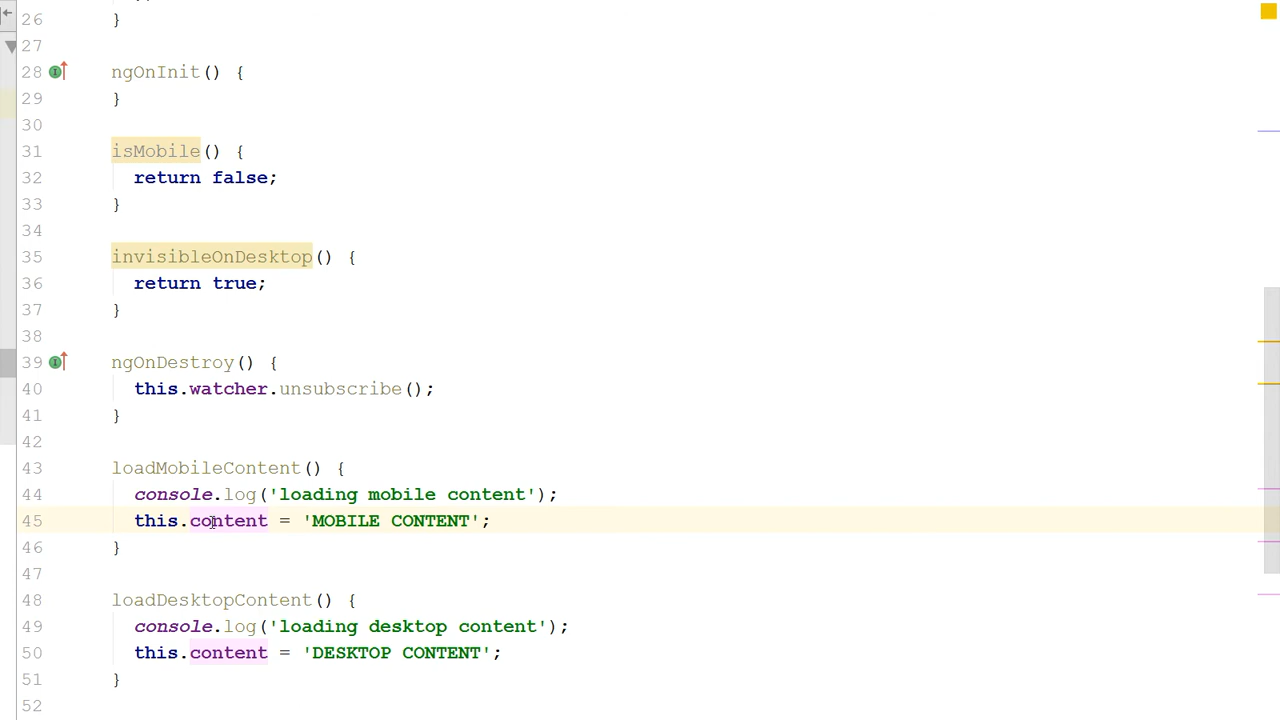 26 }
27
28 ngOnInit() {
29 }
30
31 isMobile() {
32 return false;
33 }
34
35 invisibleOnDesktop() {
36 return true;
37 }
38
39 ngOnDestroy() {
40 this.watcher.unsubscribe();
41 }
42
43 loadMobileContent() {
44 console.log('loading mobile content');
45 this.content = 'MOBILE CONTENT';
46 }
47
48 loadDesktopContent() {
49 console.log('loading desktop content');
50 this.content = 'DESKTOP CONTENT';
51 }
52